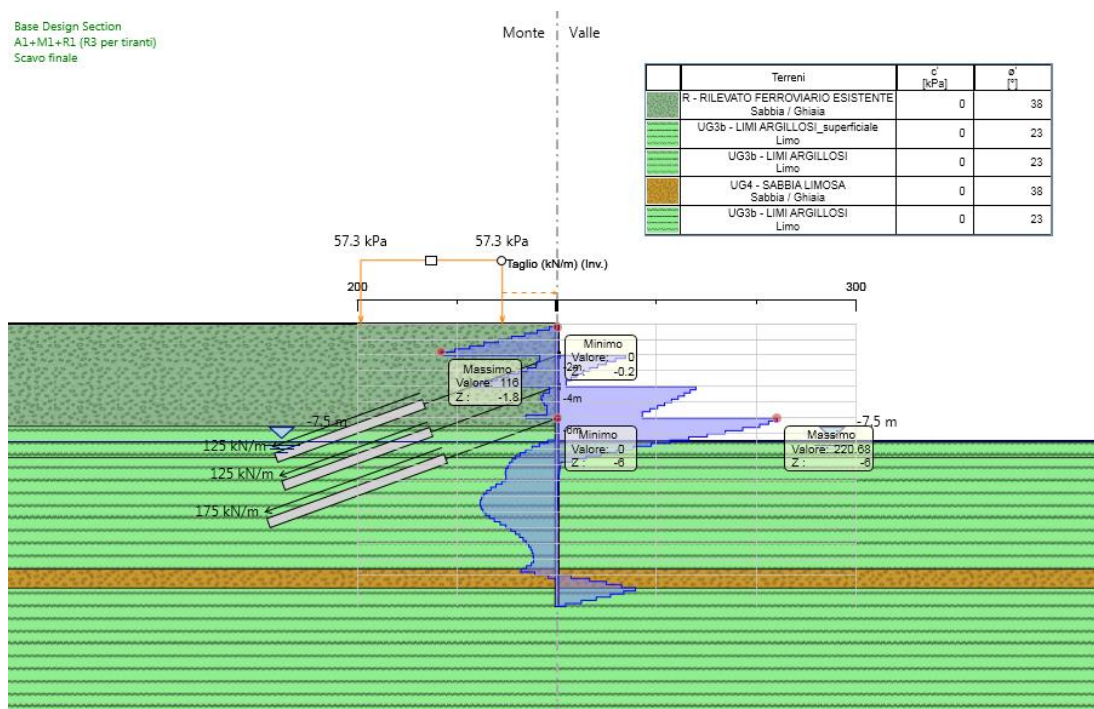 Base Design Section
A1+M1+R1 (R3 per tiranti)
Scavo finale
Monte
Valle
Terreni c' [kPa] ø' [°]
R - RILEVATO FERROVIARIO ESISTENTE
Sabbia / Ghiaia 0 38
UG3b - LIMI ARGILLOSI_superficiale
Limo 0 23
UG3b - LIMI ARGILLOSI
Limo 0 23
UG4 - SABBIA LIMOSA
Sabbia / Ghiaia 0 38
UG3b - LIMI ARGILLOSI
Limo 0 23
57.3 kPa 57.3 kPa
Taglio (kN/m) (Inv.)
200 300
Minimo
Valore: 0
Z : -0.2
-2m
Massimo
Valore: 116
Z : -1.8
-4m
-7,5 m
-7,5 m
-6m
Minimo
Valore: 0
Z : -6
Massimo
Valore: 220.68
Z : -6
125 kN/m
125 kN/m
175 kN/m